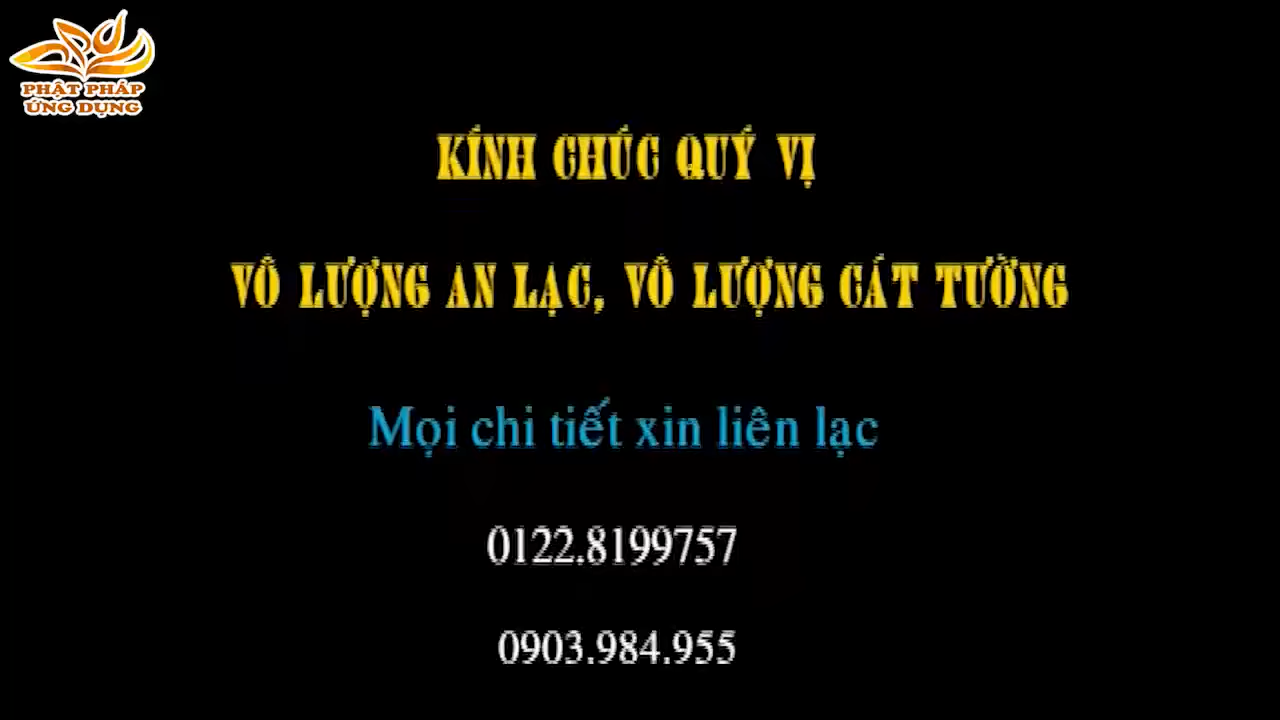 PHẬT PHÁP
ỨNG DỤNG
KÍNH CHÚC QUÝ VỊ
VÔ LƯỢNG AN LẠC, VÔ LƯỢNG CÁT TƯỜNG
Mọi chi tiết xin liên lạc
0122.8199757
0903.984.955